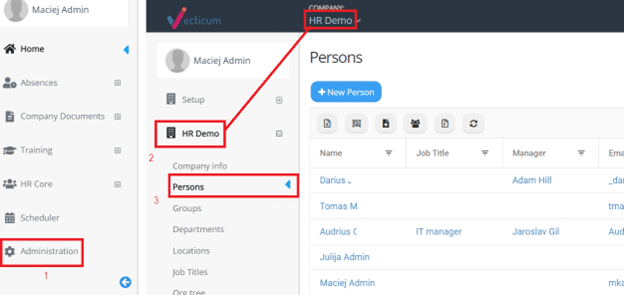 Maciej Admin
Home
Absences
Company Documents
Training
HR Core
Scheduler
Administration
1
Vecticum
COMPANY:
HR Demo
Maciej Admin
Setup
2
HR Demo
Company info
3
Persons
Groups
Departments
Locations
Job Titles
Org tree
Persons
+ New Person
Name Job Title Manager Ema
Darius Adam Hill _da
Tomas M tma
Audrius C IT manager Jaroslav Gil Aud
Julija Admin
Maciej Admin mka